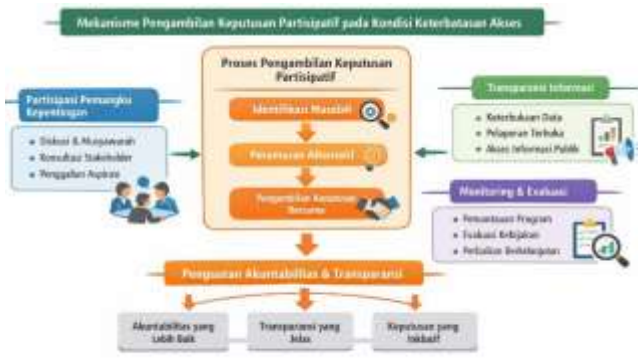 Mekanisme Pengambilan Keputusan Partisipatif pada Kondisi Keterbatasan Akses
Proses Pengambilan Keputusan
Partisipatif
Identifikasi Masalah
Perumusan Alternatif
Pengambilan Keputusan
Bersama
Partisipasi Pemangku
Kepentingan
• Diskusi & Musyawarah
• Konsultasi Stakeholder
• Penggalian Aspirasi
Transparansi Informasi
• Keterbukaan Data
• Pelaporan Terbuka
• Akses Informasi Publik
Monitoring & Evaluasi
• Pemantauan Program
• Evaluasi Kebijakan
• Perbaikan Berkelanjutan
Penguatan Akuntabilitas & Transparansi
Akuntabilitas yang
Lebih Baik
Transparansi yang
Jelas
Keputusan yang
Inklusif